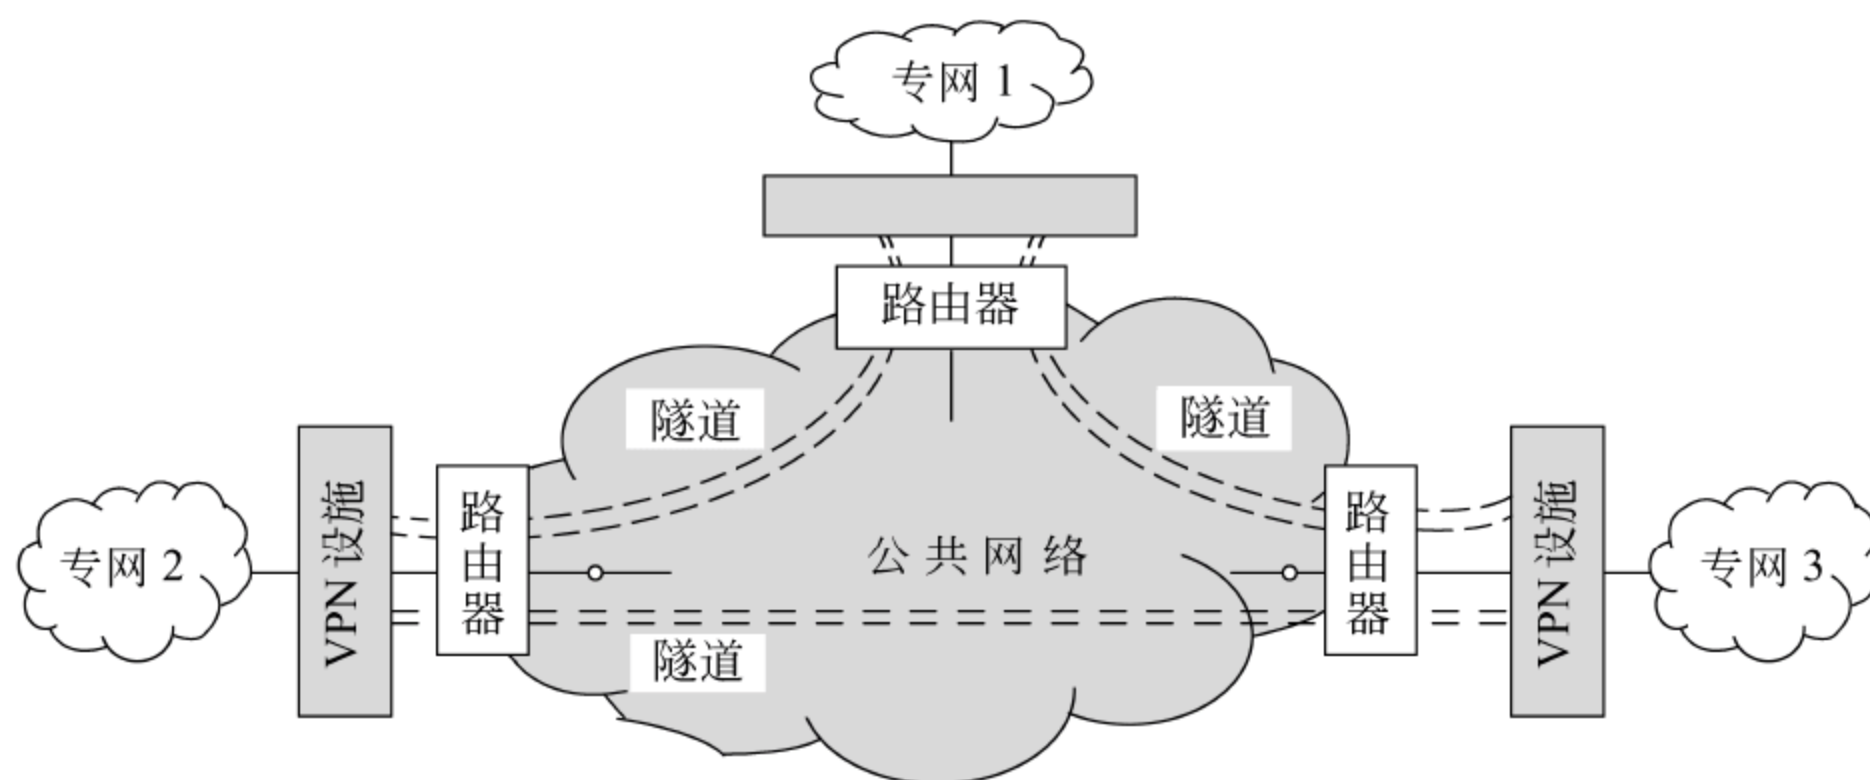 专网 1
路由器
隧道
隧道
路由器
路由器
VPN 设施
VPN 设施
专网 2
公共网络
专网 3
隧道